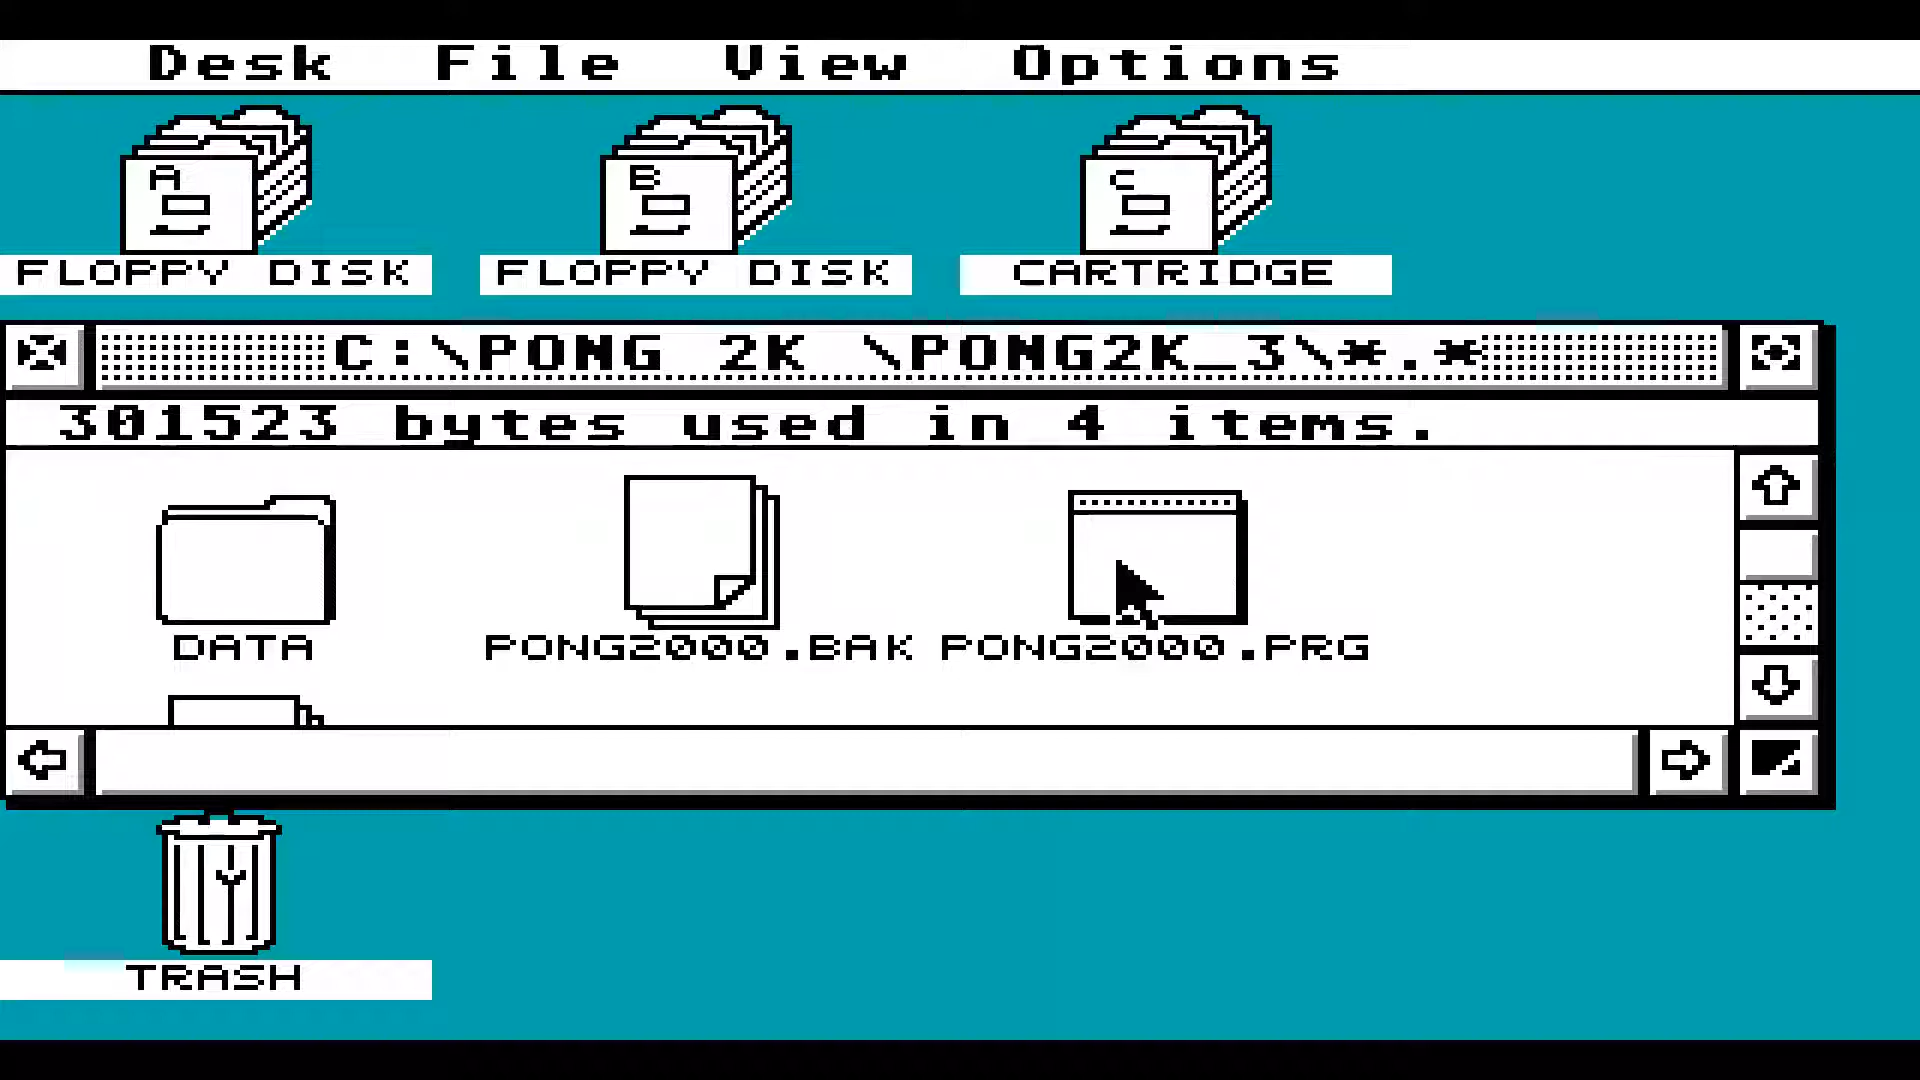 Desk File View Options
A B C
FLOPPY DISK FLOPPY DISK CARTRIDGE
C:\PONG 2K \PONG2K_3\*.*
301523 bytes used in 4 items.
DATA PONG2000.BAK PONG2000.PRG
TRASH